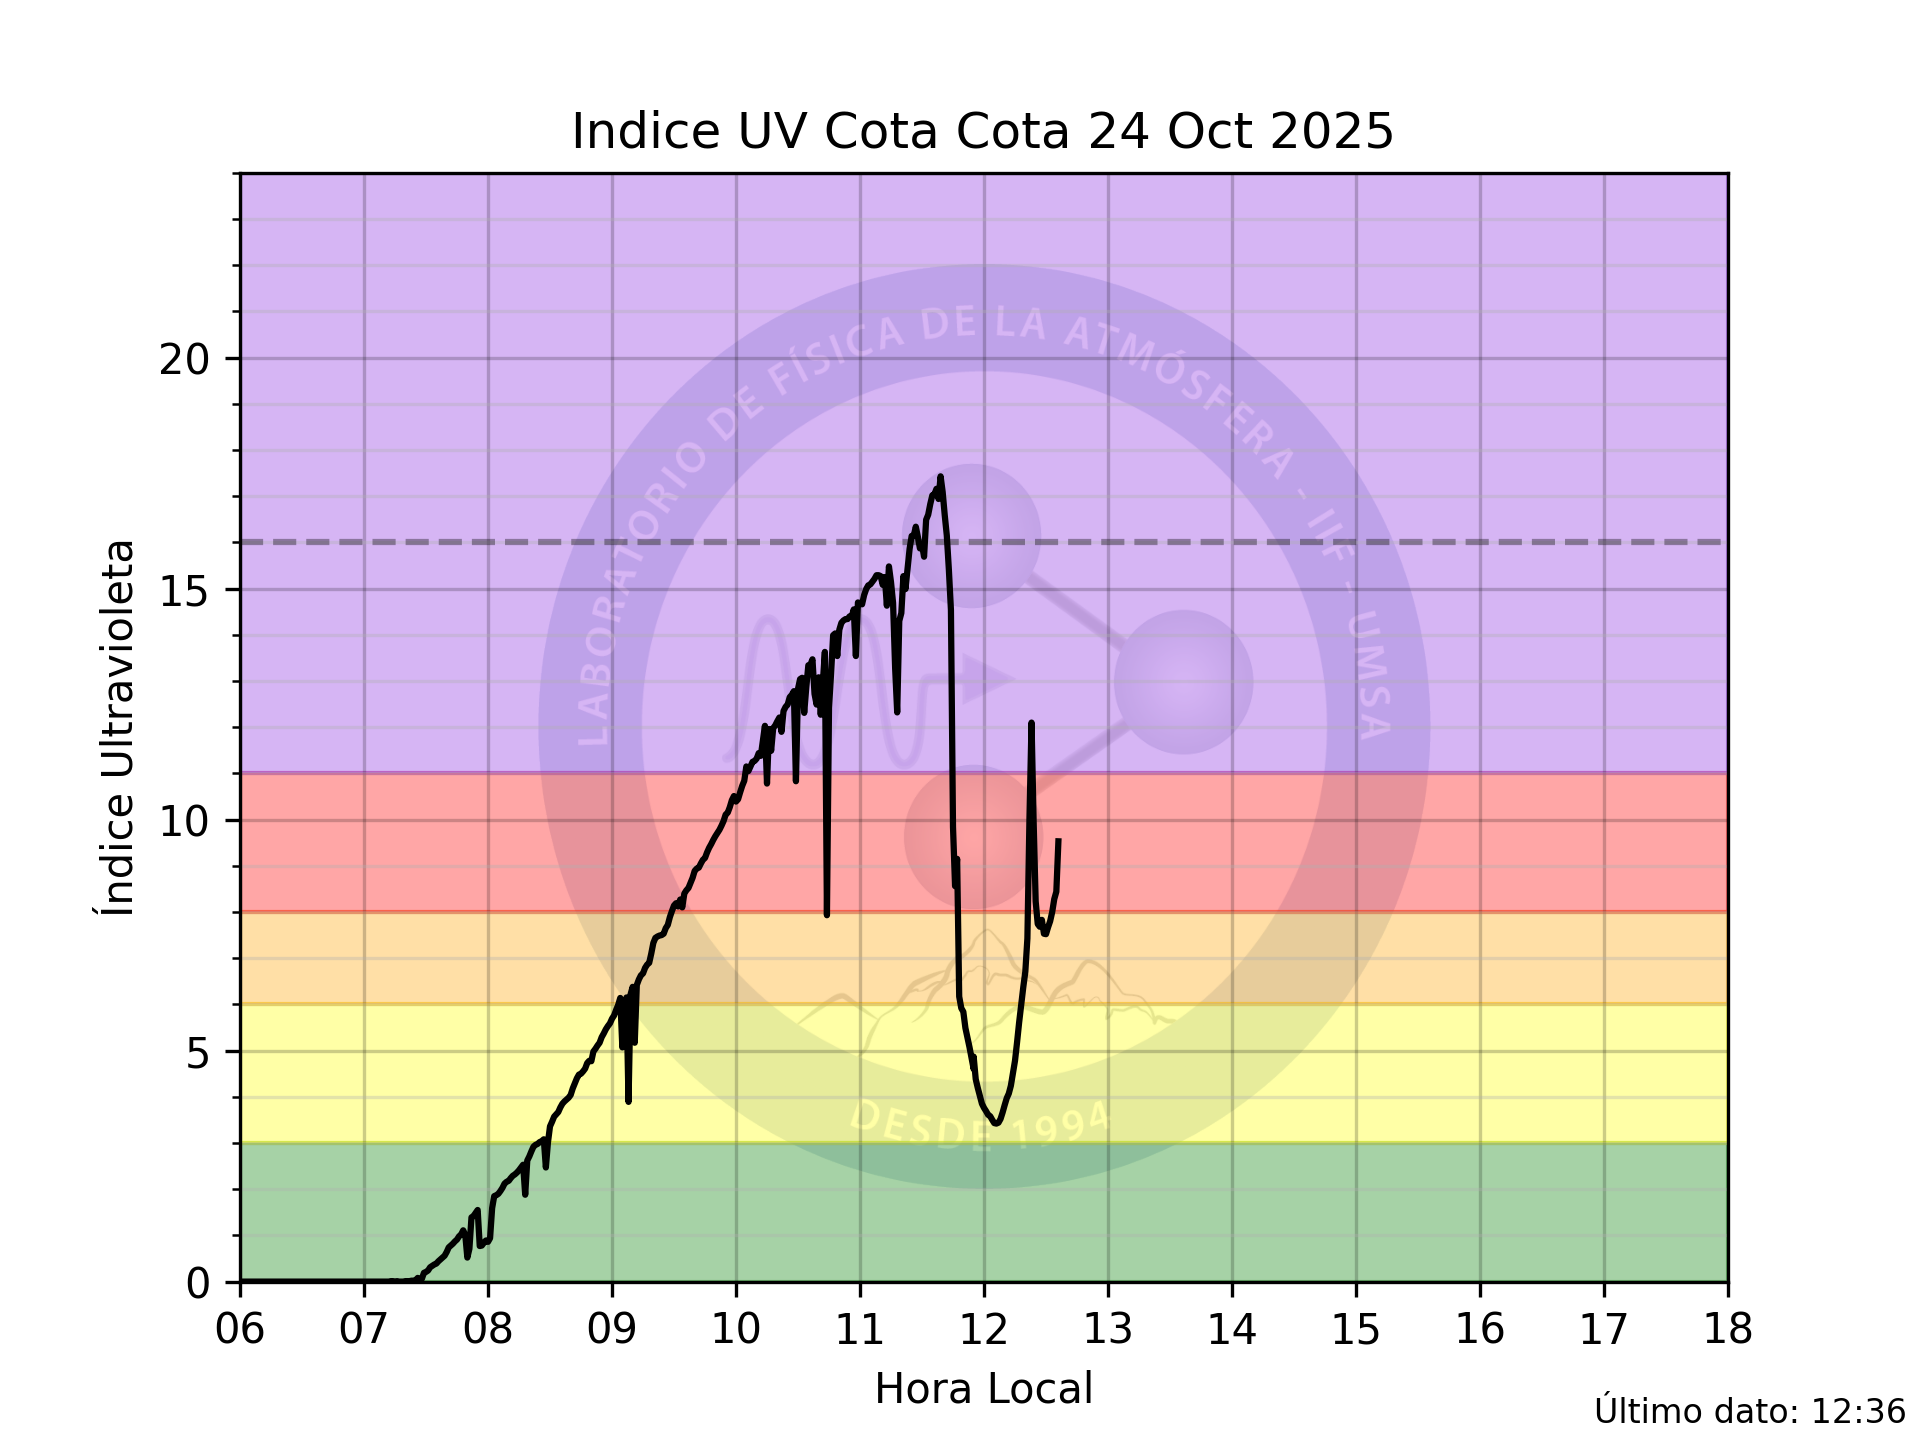 Indice UV Cota Cota 24 Oct 2025
LABORATORIO DE FÍSICA DE LA ATMÓSFERA - IIF - UMSA
DESDE 1994
Índice Ultravioleta
20
15
10
5
0
06 07 08 09 10 11 12 13 14 15 16 17 18
Hora Local
Último dato: 12:36